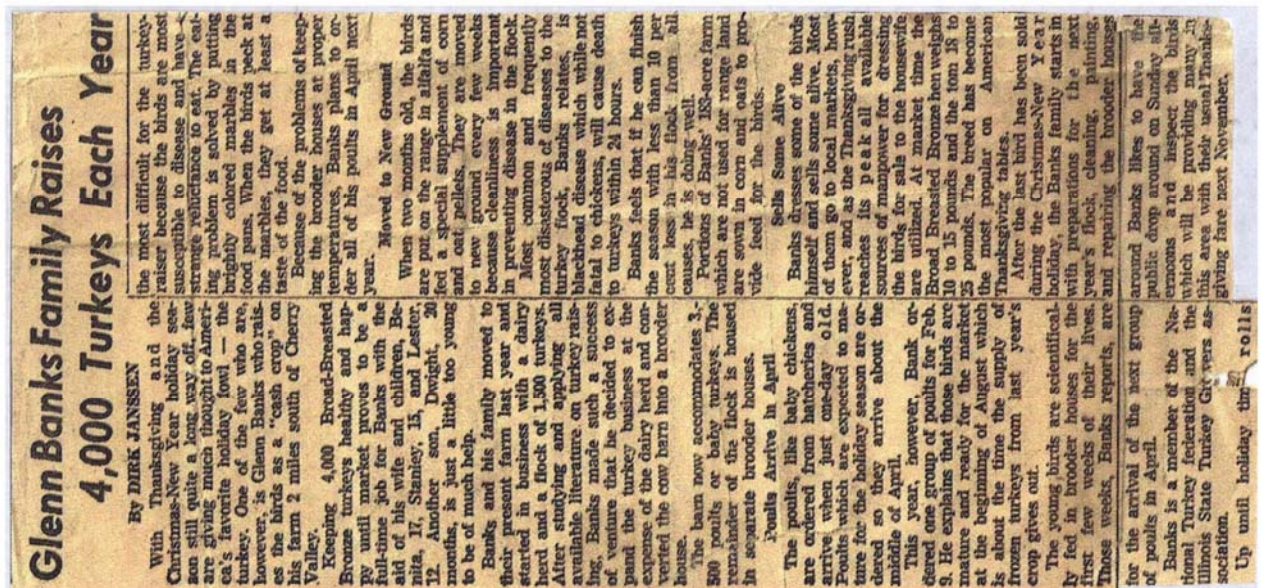 Glenn Banks Family Raises
4,000 Turkeys Each Year
By DIRK JANSSEN
With Thanksgiving and the
Christmas-New Year holiday sea-
son still quite a long way off, few
are giving much thought to Ameri-
ca's favorite holiday fowl — the
turkey. One of the few who are,
however, is Glenn Banks who rais-
es the birds as a "cash crop" on
his farm 2 miles south of Cherry
Valley.
Keeping 4,000 Broad-Breasted
Bronze turkeys healthy and hap-
py until market proves to be a
full-time job for Banks with the
aid of his wife and children, Be-
nita, 17, Stanley, 15, and Lester,
12. Another son, Dwight, 20
months, is just a little too young
to be of much help.
Banks and his family moved to
their present farm last year and
started in business with a dairy
herd and a flock of 1,500 turkeys.
After studying and applying all
available literature on turkey rais-
ing, Banks made such a success
of venture that he decided to ex-
pand the turkey business at the
expense of the dairy herd and con-
verted the cow barn into a brooder
house.
The barn now accommodates 3,-
500 poults or baby turkeys. The
remainder of the flock is housed
in separate brooder houses.
Poults Arrive in April
The poults, like baby chickens,
are ordered from hatcheries and
arrive when just one-day old.
Poults which are expected to ma-
ture for the holiday season are or-
dered so they arrive about the
middle of April.
This year, however, Bank or-
dered one group of poults for Feb.
9. He explains that those birds are
mature and ready for the market
at the beginning of August which
is about the time the supply of
frozen turkeys from last year's
crop gives out.
The young birds are scientifical-
ly fed in brooder houses for the
first few weeks of their lives.
Those weeks, Banks reports, are
the most difficult for the turkey-
raiser because the birds are most
susceptible to disease and have
strange reluctance to eat. The eat-
ing problem is solved by putting
brightly colored marbles in the
food pans. When the birds peck at
the marbles, they get at least a
taste of the food.
Because of the problems of keep-
ing the brooder houses at proper
temperatures, Banks plans to or-
der all of his poults in April next
year.
Moved to New Ground
When two months old, the birds
are put on the range in alfalfa and
fed a special supplement of corn
and oat pellets. They are moved
to new ground every few weeks
because cleanliness is important
in preventing disease in the flock.
Most common and frequently
most disasterous of diseases to the
turkey flock, Banks relates, is
blackhead disease which while not
fatal to chickens, will cause death
to turkeys within 24 hours.
Banks feels that if he can finish
the season with less than 10 per
cent loss in his flock from all
causes, he is doing well.
Portions of Banks' 183-acre farm
which are not used for range land
are sown in corn and oats to pro-
vide feed for the birds.
Sells Some Alive
Banks dresses some of the birds
himself and sells some alive. Most
of them go to local markets, how-
ever, and as the Thanksgiving rush
reaches its peak all available
sources of manpower for dressing
the birds for sale to the housewife
are utilized. At market time the
Broad Breasted Bronze hen weighs
10 to 15 pounds and the tom 18 to
25 pounds. The breed has become
the most popular on American
Thanksgiving tables.
After the last bird has been sold
during the Christmas-New Year
holiday, the Banks family starts in
with preparations for the next
year's flock, cleaning, painting,
and repairing the brooder houses
or the arrival of the next group
of poults in April.
Banks is a member of the Na-
tional Turkey federation and the
Illinois State Turkey Growers as-
sociation.
Up until holiday time rolls
around Banks likes to have the
public drop around on Sunday af-
ternoons and inspect the birds
which will be providing many in
this area with their usual Thanks-
giving fare next November.